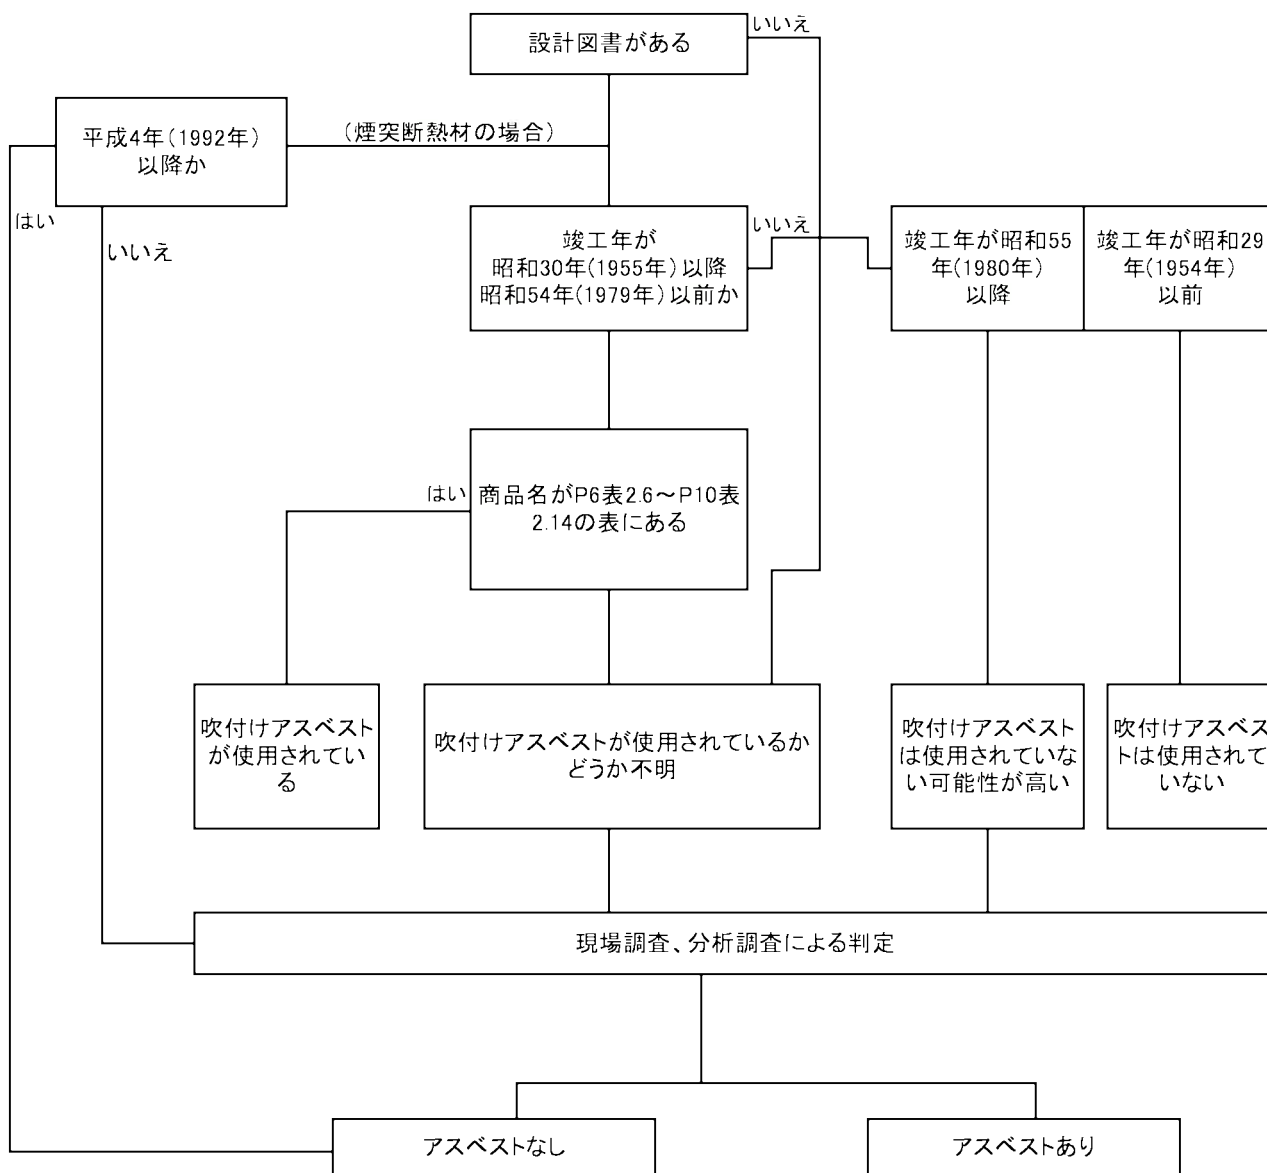 設計図書がある
いいえ
平成4年(1992年)
以降か
(煙突断熱材の場合)
はい
いいえ
竣工年が
昭和30年(1955年)以降
昭和54年(1979年)以前か
いいえ
竣工年が昭和55
年(1980年)
以降
竣工年が昭和29
年(1954年)
以前
はい
商品名がP6表2.6～P10表
2.14の表にある
吹付けアスベスト
が使用されてい
る
吹付けアスベストが使用されているか
どうか不明
吹付けアスベスト
は使用されていな
い可能性が高い
吹付けアスベス
トは使用されて
いない
現場調査、分析調査による判定
アスベストなし
アスベストあり